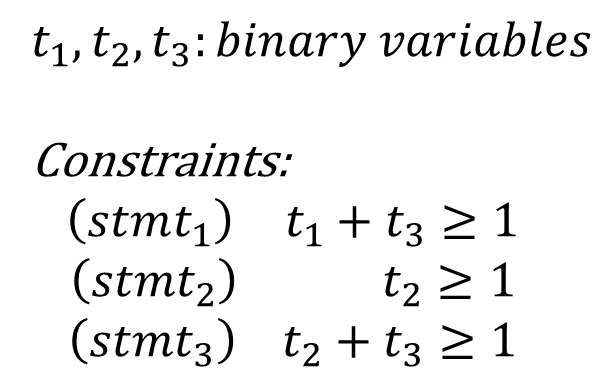 t₁, t₂, t₃: binary variables
Constraints:
(stmt₁) t₁ + t₃ ≥ 1
(stmt₂) t₂ ≥ 1
(stmt₃) t₂ + t₃ ≥ 1